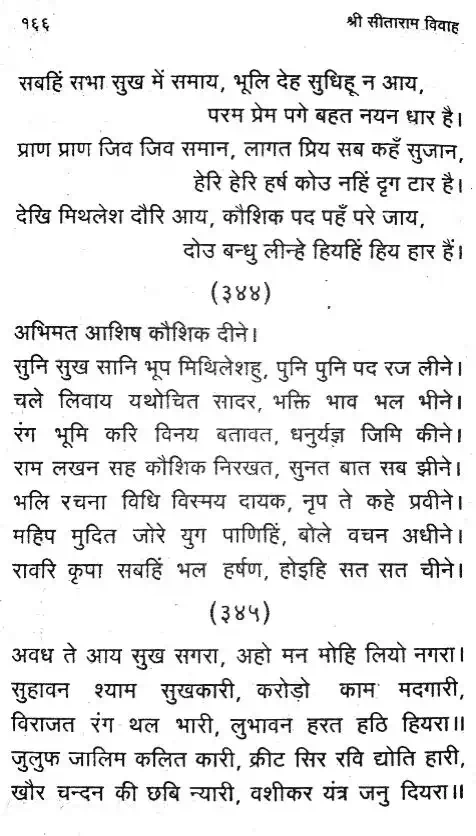 १६६
श्री सीताराम विवाह
सबहिं सभा सुख में समाय, भूलि देह सुधिहू न आय,
परम प्रेम पगे बहत नयन धार है।
प्राण प्राण जिव जिव समान, लागत प्रिय सब कहँ सुजान,
हेरि हेरि हर्ष कोउ नहिं दृग टार है।
देखि मिथलेश दौरि आय, कौशिक पद पहँ परे जाय,
दोउ बन्धु लीन्हे हियहिं हिय हार हैं।
(३४४)
अभिमत आशिष कौशिक दीने।
सुनि सुख सानि भूप मिथिलेशहु, पुनि पुनि पद रज लीने।
चले लिवाय यथोचित सादर, भक्ति भाव भल भीने।
रंग भूमि करि विनय बतावत, धनुर्यज्ञ जिमि कीने।
राम लखन सह कौशिक निरखत, सुनत बात सब झीने।
भलि रचना विधि विस्मय दायक, नृप ते कहे प्रवीने।
महिप मुदित जोरे युग पाणिहिं, बोले वचन अधीने।
रावरि कृपा सबहिं भल हर्षण, होइहि सत सत चीने।
(३४५)
अवध ते आय सुख सगरा, अहो मन मोहि लियो नगरा।
सुहावन श्याम सुखकारी, करोड़ो काम मदगारी,
विराजत रंग थल भारी, लुभावन हरत हठि हियरा॥
जुलुफ जालिम कलित कारी, क्रीट सिर रवि द्योति हारी,
खौर चन्दन की छबि न्यारी, वशीकर यंत्र जनु दियरा॥